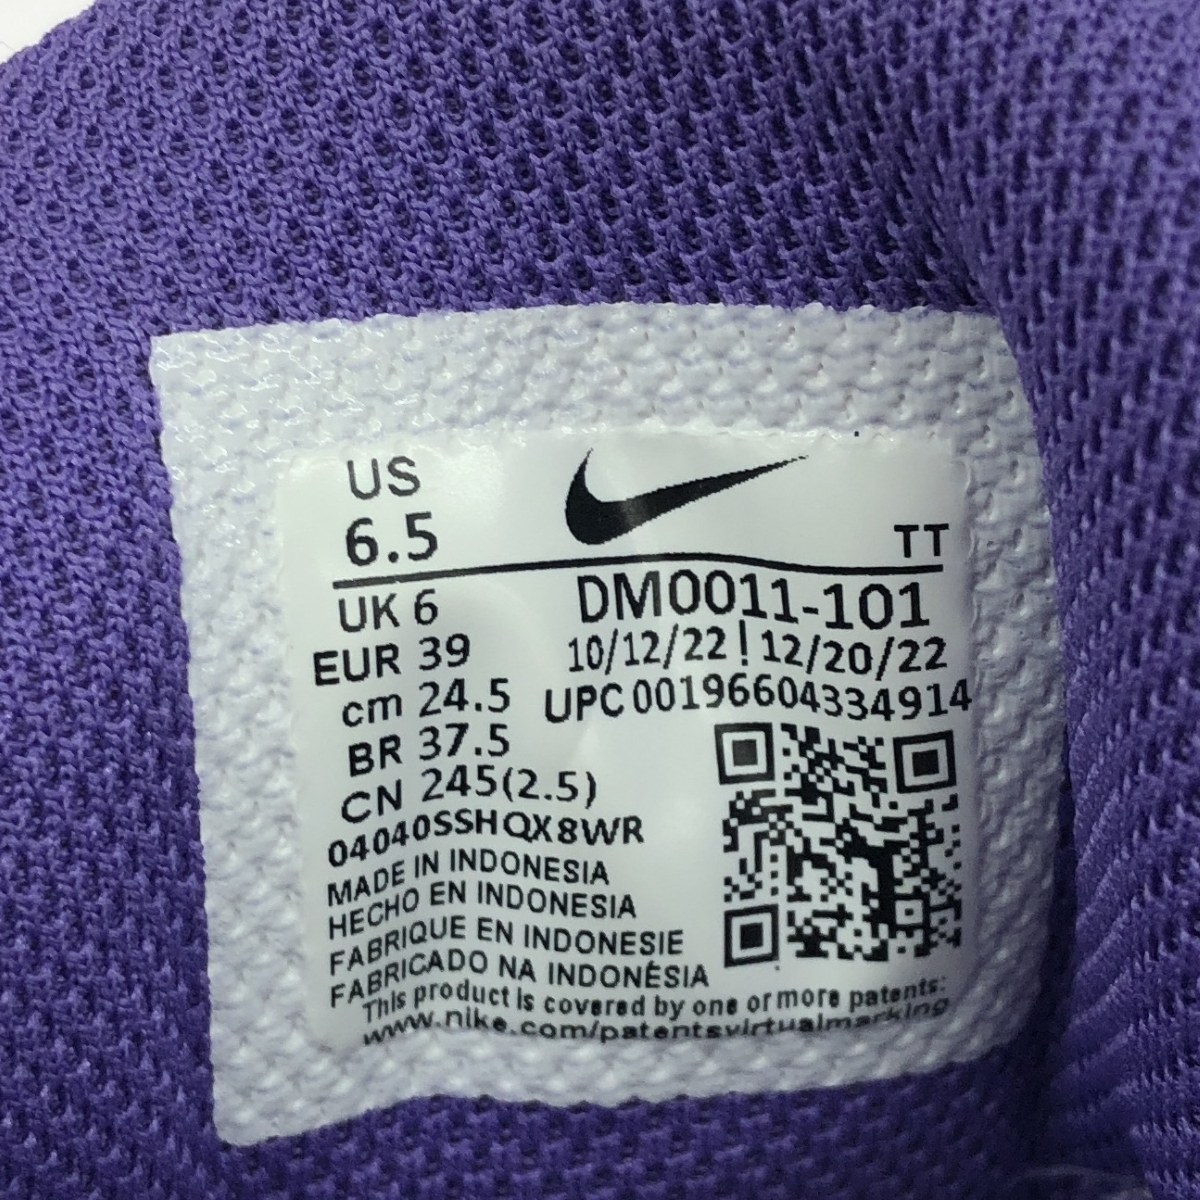 US
6.5
TT
UK 6
DM0011-101
EUR 39
10/12/22 | 12/20/22
cm 24.5
UPC 00196604334914
BR 37.5
CN 245(2.5)
04040SSHQX8WR
MADE IN INDONESIA
HECHO EN INDONESIA
FABRIQUE EN INDONESIE
FABRICADO NA INDONÉSIA
This product is covered by one or more patents:
www.nike.com/patentsvirtualmarking